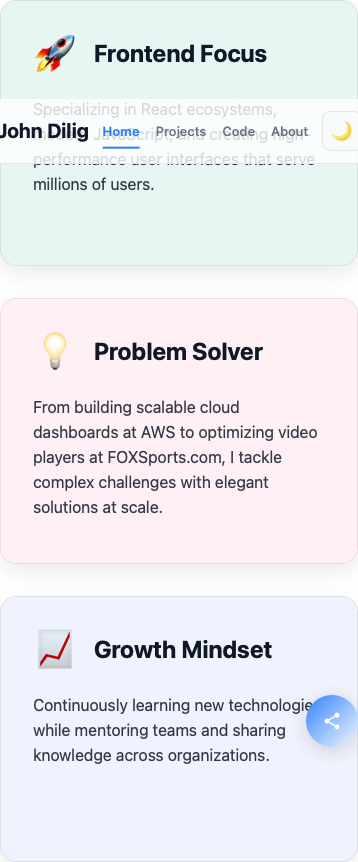 Frontend Focus
Specializing in React ecosystems,
John Dilig Home Projects Code About
JavaScript, and creating high-
performance user interfaces that serve
millions of users.
Problem Solver
From building scalable cloud
dashboards at AWS to optimizing video
players at FOXSports.com, I tackle
complex challenges with elegant
solutions at scale.
Growth Mindset
Continuously learning new technologie
while mentoring teams and sharing
knowledge across organizations.